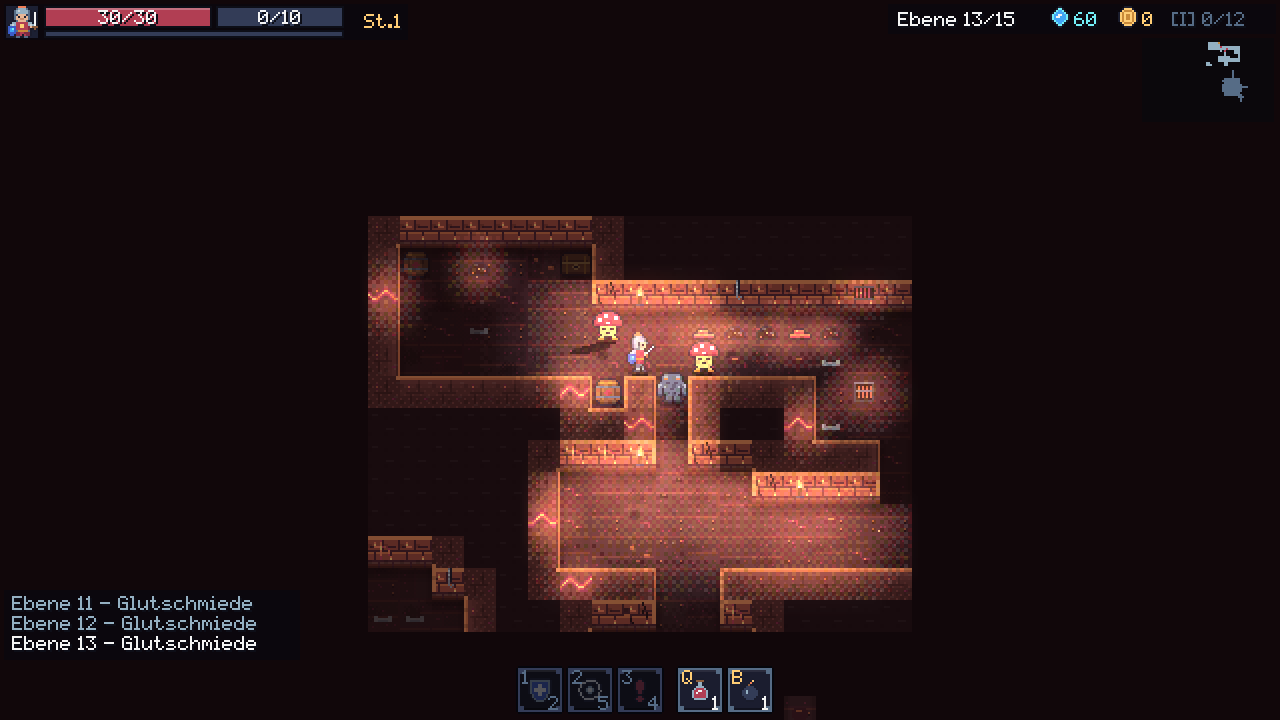 30/30
0/10
St.1
Ebene 13/15
60
0
[I] 0/12
Ebene 11 – Glutschmiede
Ebene 12 – Glutschmiede
Ebene 13 – Glutschmiede
1 2
2 5
3 4
Q 1
B 1